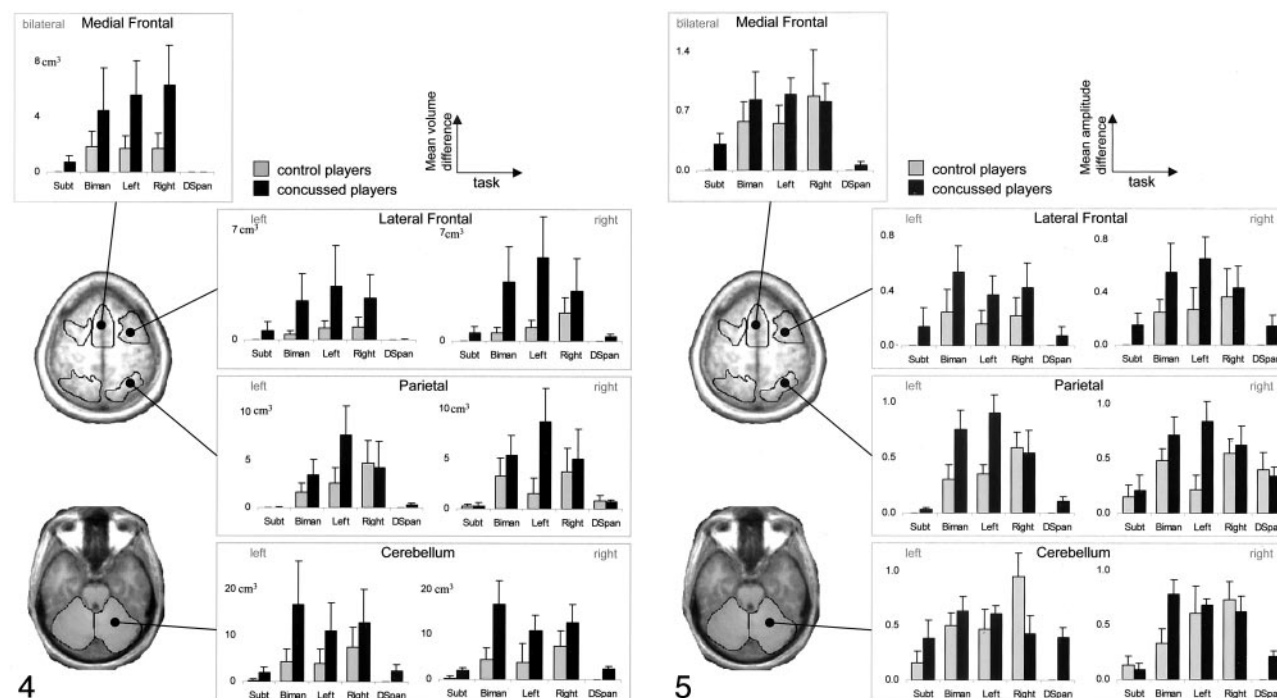 bilateral Medial Frontal
8 cm³
4
0
Subt Biman Left Right DSpan
Mean volume difference
task
control players
concussed players
left Lateral Frontal right
7 cm³
0
Subt Biman Left Right DSpan
7 cm³
0
Subt Biman Left Right DSpan
left Parietal right
10 cm³
5
0
Subt Biman Left Right DSpan
10 cm³
5
0
Subt Biman Left Right DSpan
left Cerebellum right
20 cm³
10
0
Subt Biman Left Right DSpan
20 cm³
10
0
Subt Biman Left Right DSpan
4
bilateral Medial Frontal
1.4
0.7
0.0
Subt Biman Left Right DSpan
Mean amplitude difference
task
control players
concussed players
left Lateral Frontal right
0.8
0.4
0.0
Subt Biman Left Right DSpan
0.8
0.4
0.0
Subt Biman Left Right DSpan
left Parietal right
1.0
0.5
0.0
Subt Biman Left Right DSpan
1.0
0.5
0.0
Subt Biman Left Right DSpan
left Cerebellum right
1.0
0.5
0.0
Subt Biman Left Right DSpan
1.0
0.5
0.0
Subt Biman Left Right DSpan
5